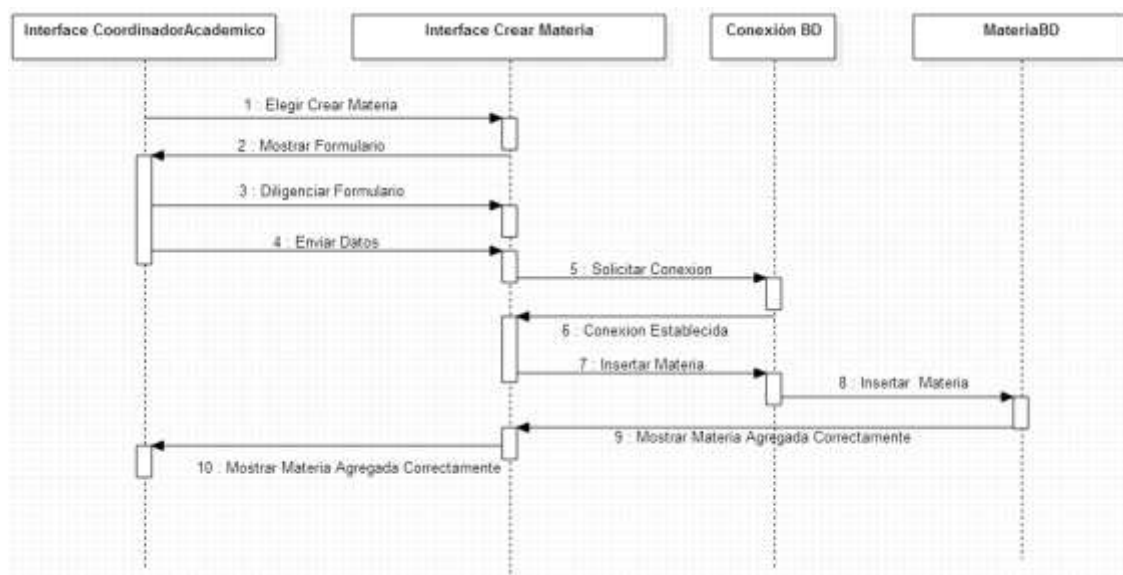 Interface CoordinadorAcademico
Interface Crear Materia
Conexión BD
MateriaBD
1 : Elegir Crear Materia
2 : Mostrar Formulario
3 : Diligenciar Formulario
4 : Enviar Datos
5 : Solicitar Conexion
6 : Conexion Establecida
7 : Insertar Materia
8 : Insertar Materia
9 : Mostrar Materia Agregada Correctamente
10 : Mostrar Materia Agregada Correctamente